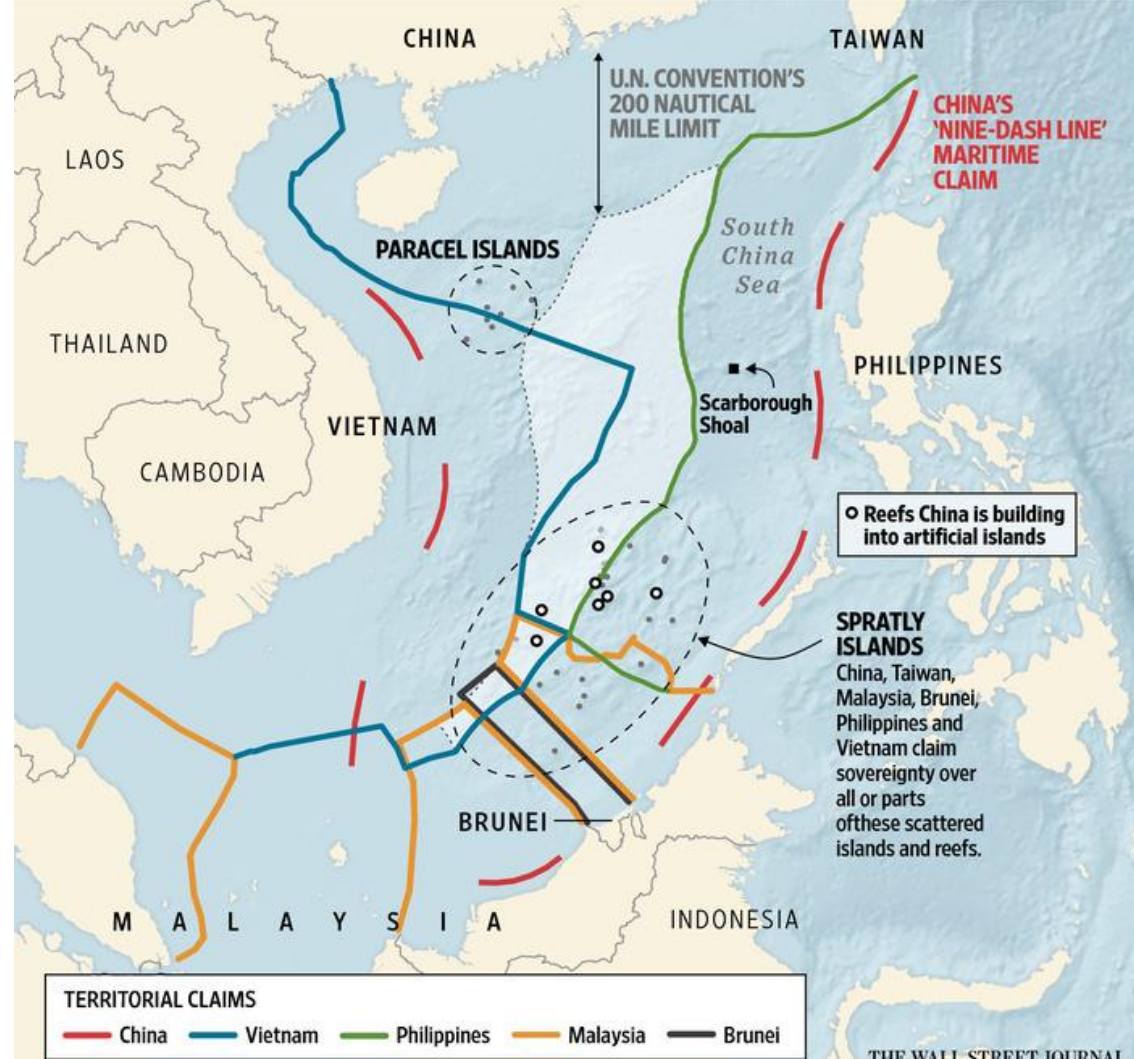 CHINA
TAIWAN
U.N. CONVENTION'S
200 NAUTICAL
MILE LIMIT
CHINA'S
'NINE-DASH LINE'
MARITIME
CLAIM
LAOS
PARACEL ISLANDS
South
China
Sea
THAILAND
PHILIPPINES
Scarborough
Shoal
VIETNAM
CAMBODIA
Reefs China is building
into artificial islands
SPRATLY
ISLANDS
China, Taiwan,
Malaysia, Brunei,
Philippines and
Vietnam claim
sovereignty over
all or parts
ofthese scattered
islands and reefs.
BRUNEI
MALAYSIA
INDONESIA
TERRITORIAL CLAIMS
China Vietnam Philippines Malaysia Brunei
THE WALL STREET JOURNAL